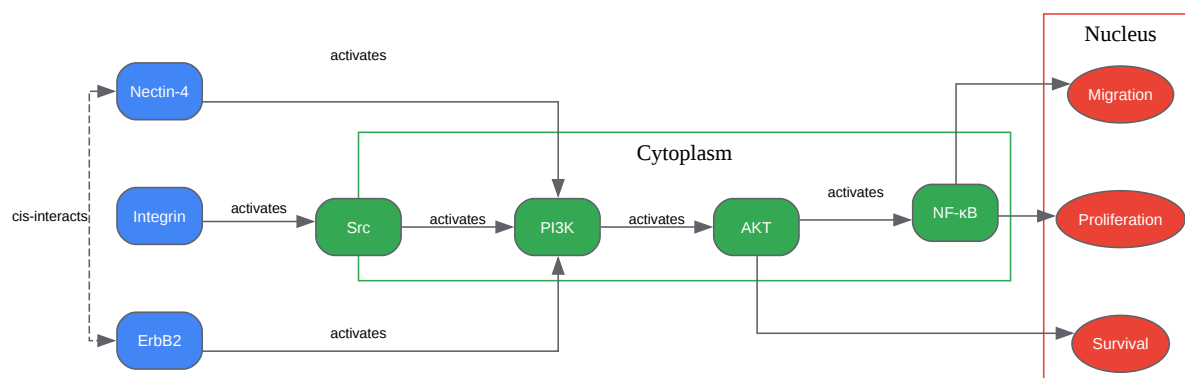 Nucleus
activates
Nectin-4
Migration
Cytoplasm
cis-interacts
Integrin
activates
Src
activates
PI3K
activates
AKT
activates
NF-κB
Proliferation
ErbB2
activates
Survival